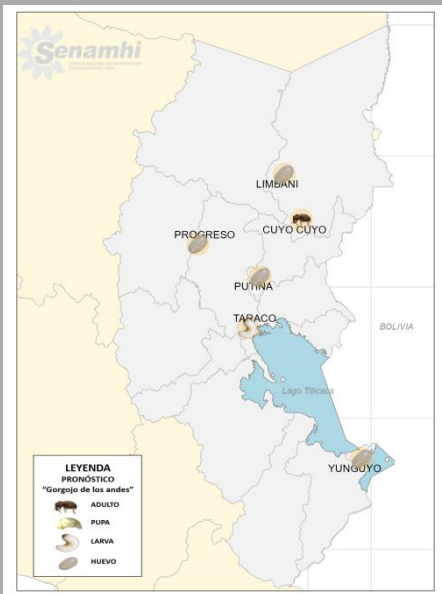 Senamhi
LIMBANI
CUYO CUYO
PROGRESO
PUTINA
TARACO
BOLIVIA
Lago Titicaca
YUNGUYO
LEYENDA
PRONÓSTICO
"Gorgojo de los andes"
ADULTO
PUPA
LARVA
HUEVO